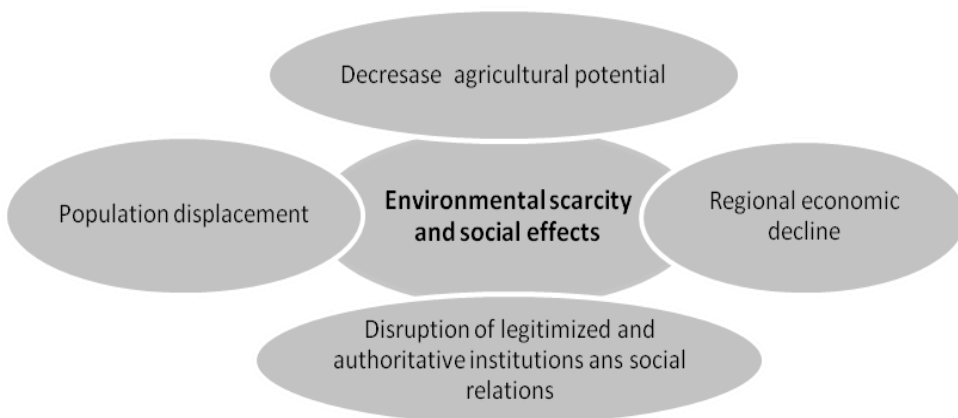 Decresase agricultural potential
Population displacement
Environmental scarcity
and social effects
Regional economic
decline
Disruption of legitimized and
authoritative institutions ans social
relations